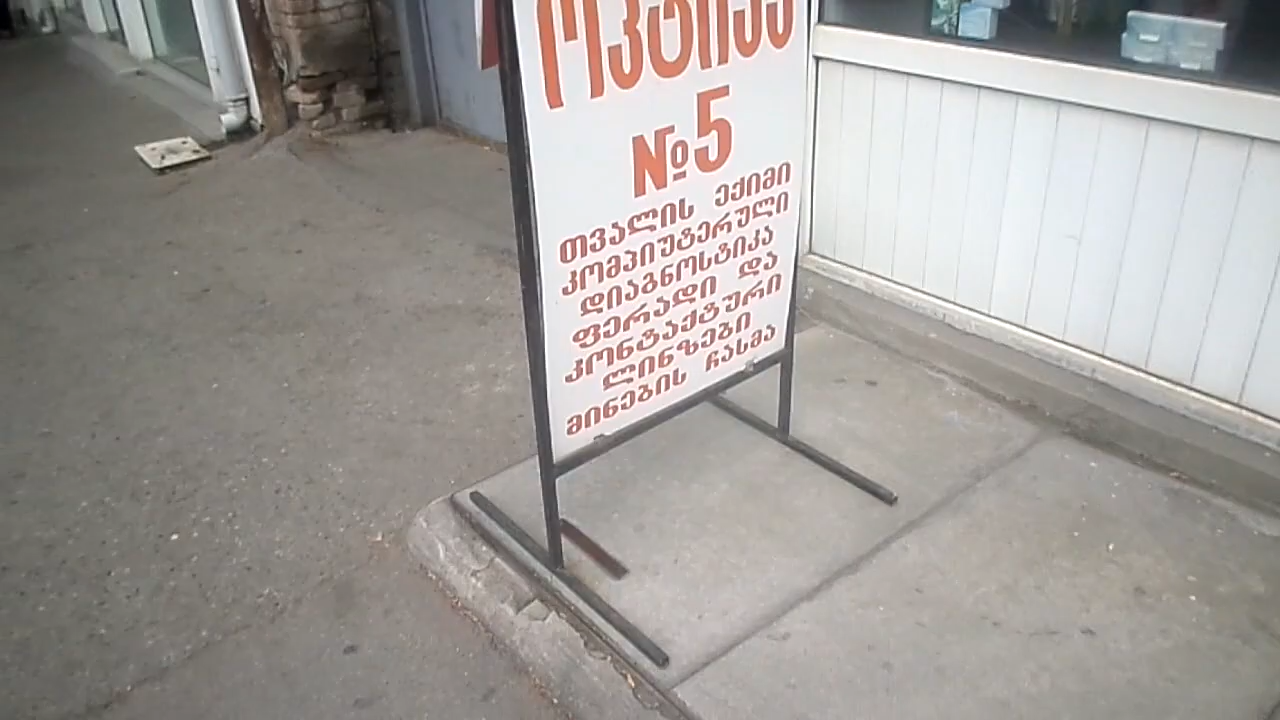 ოპტიკა
№5
თვალის ექიმი
კომპიუტერული
დიაგნოსტიკა
ფერადი და
კონტაქტური
ლინზები
მინების ჩასმა